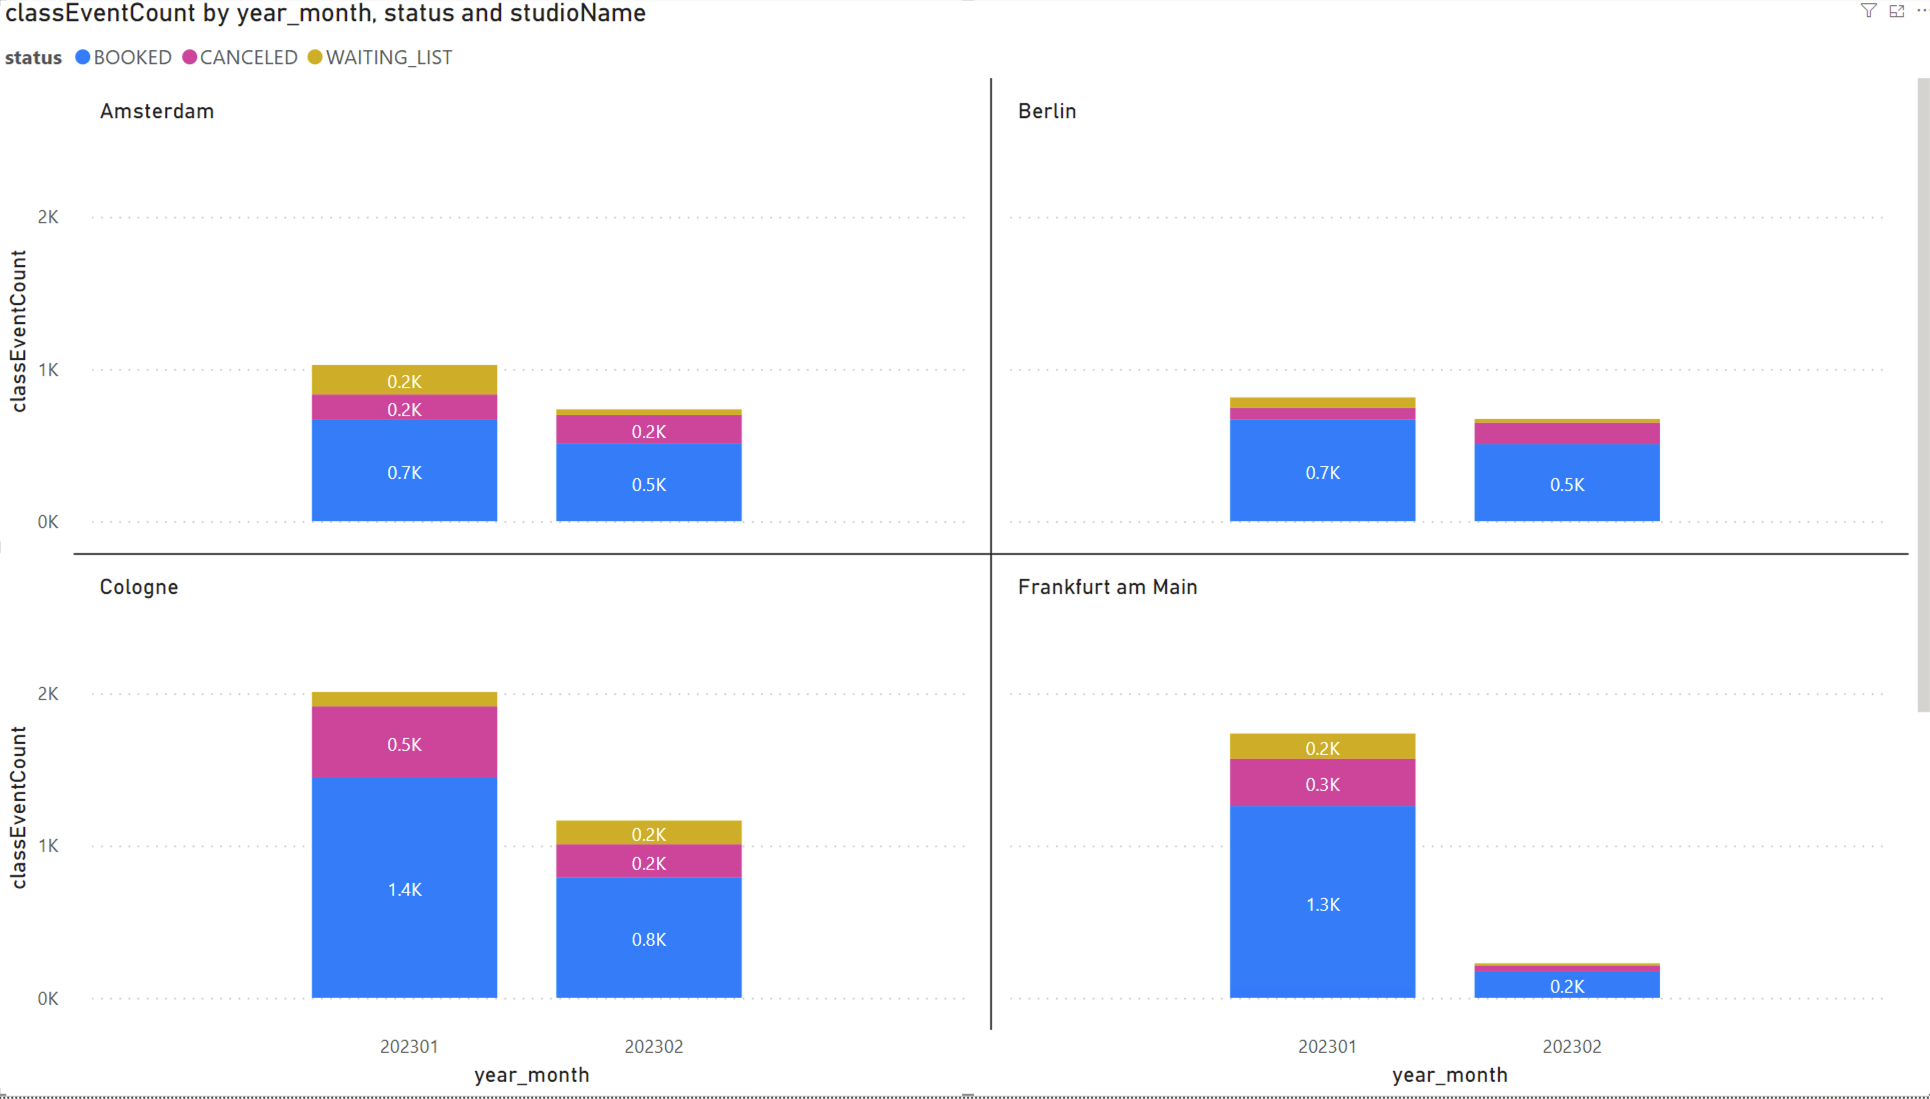 classEventCount by year_month, status and studioName
status BOOKED CANCELED WAITING_LIST
Amsterdam
2K
1K
0K
classEventCount
0.2K
0.2K
0.7K
0.2K
0.5K
Berlin
0.7K
0.5K
Cologne
2K
1K
0K
classEventCount
0.5K
1.4K
0.2K
0.2K
0.8K
202301 202302
year_month
Frankfurt am Main
0.2K
0.3K
1.3K
0.2K
202301 202302
year_month